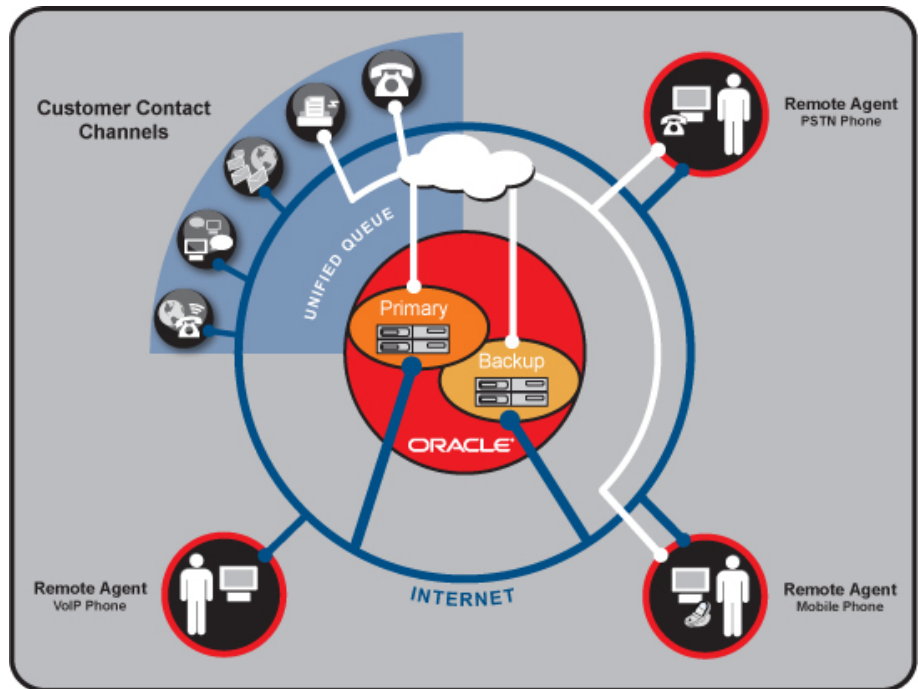 Customer Contact
Channels
UNIFIED QUEUE
Remote Agent
PSTN Phone
Primary
Backup
ORACLE
Remote Agent
VoIP Phone
INTERNET
Remote Agent
Mobile Phone